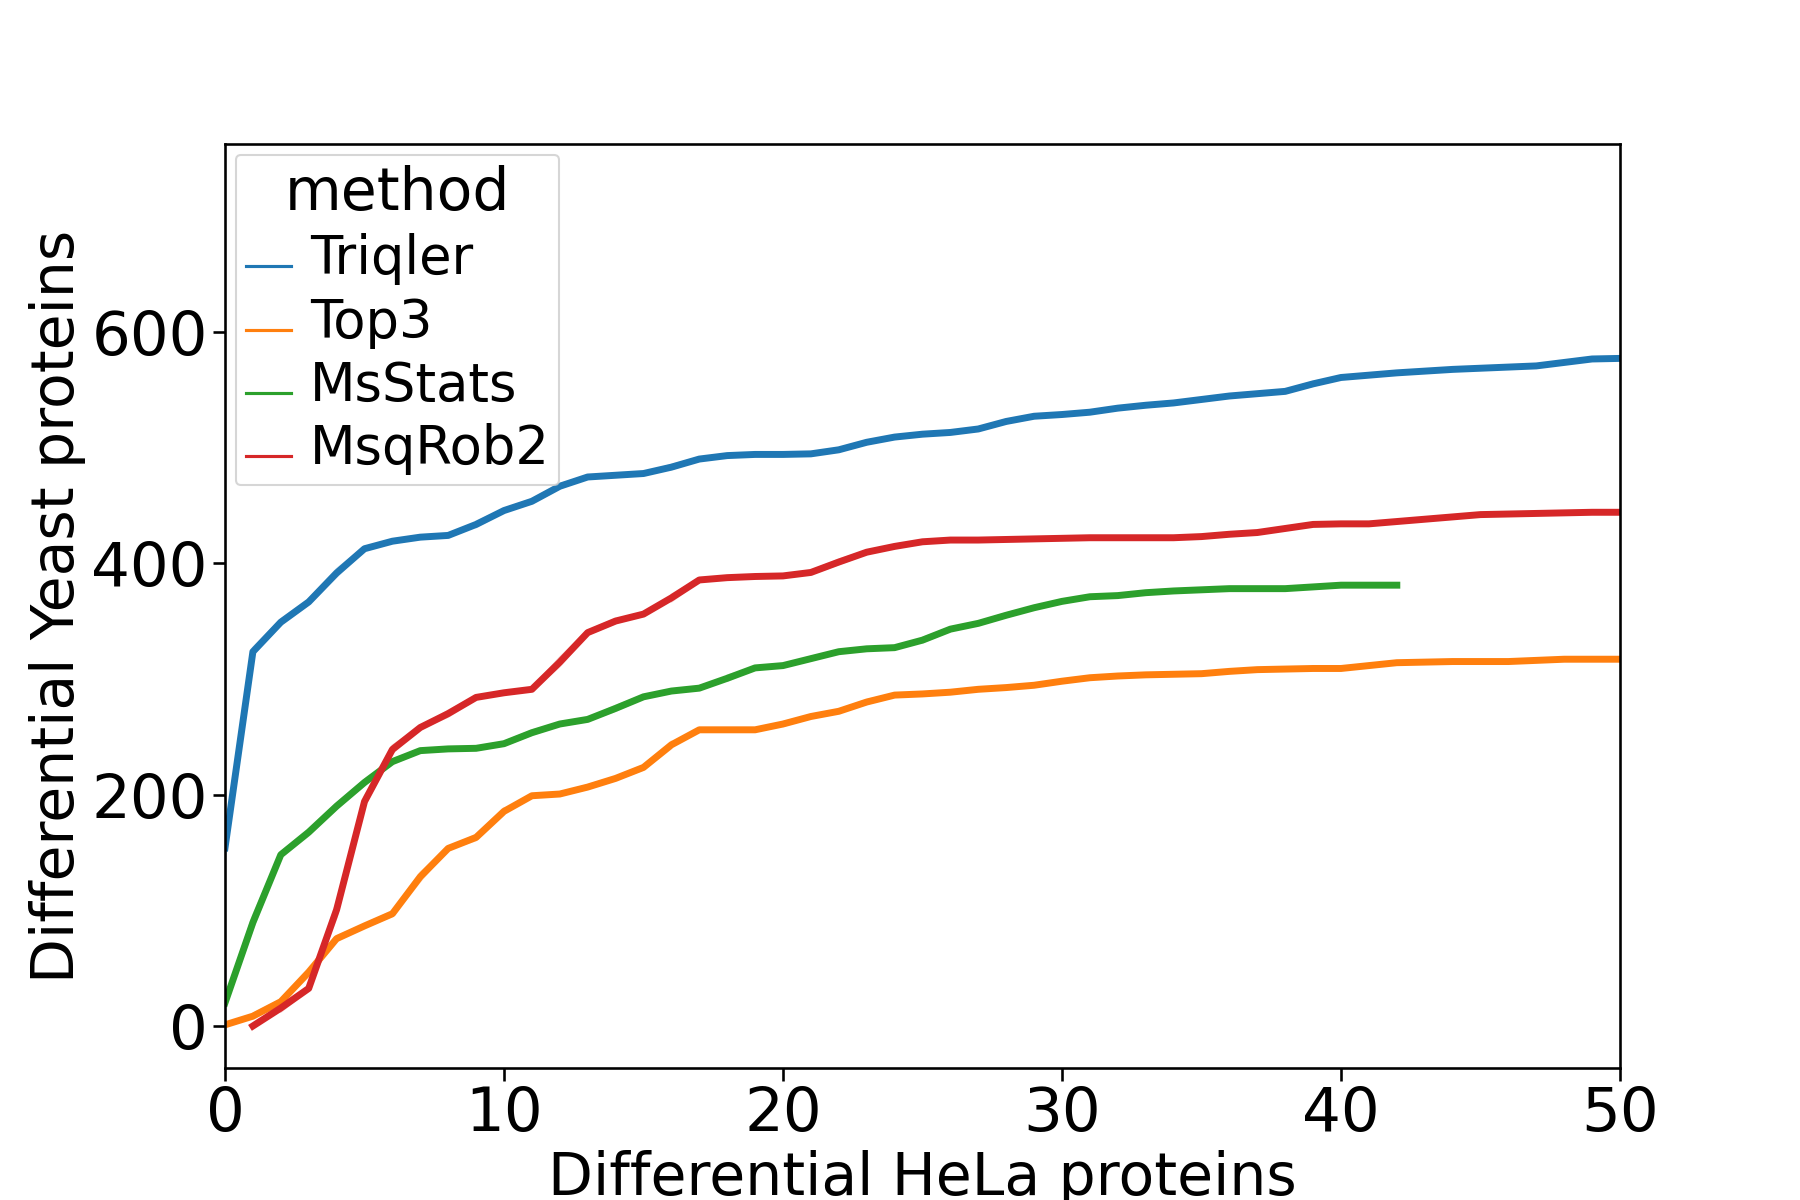 method
Triqler
Top3
MsStats
MsqRob2
Differential Yeast proteins
600
400
200
0
0 10 20 30 40 50
Differential HeLa proteins